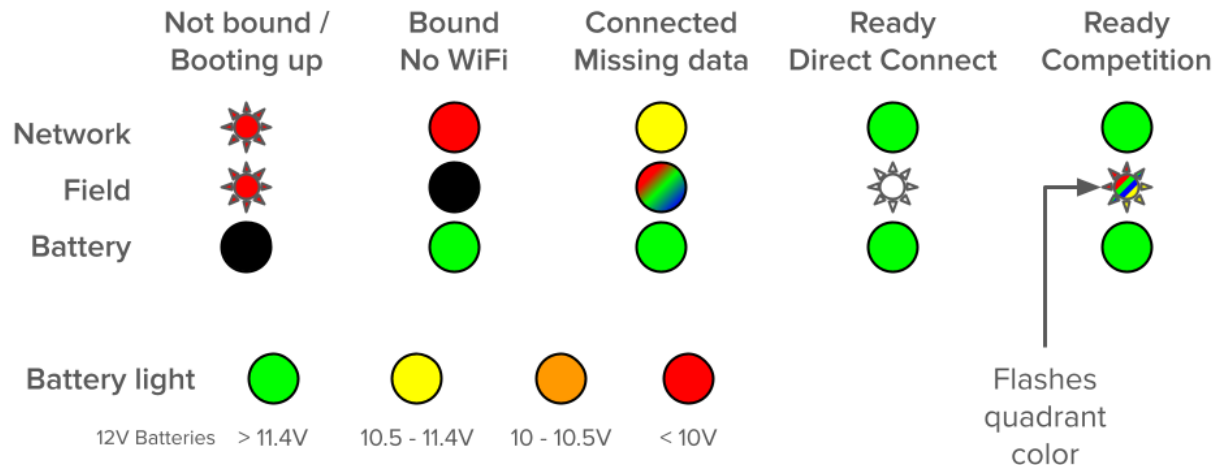 Not bound / Booting up
Bound No WiFi
Connected Missing data
Ready Direct Connect
Ready Competition
Network
Field
Battery
Battery light
12V Batteries > 11.4V 10.5 - 11.4V 10 - 10.5V < 10V
Flashes
quadrant
color